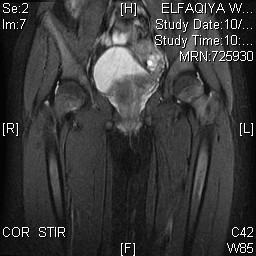 Se:2
Im:7
[H]
ELFAQIYA W...
Study Date:10/...
Study Time:10:...
MRN:725930
[R]
[L]
COR STIR
[F]
C42
W85